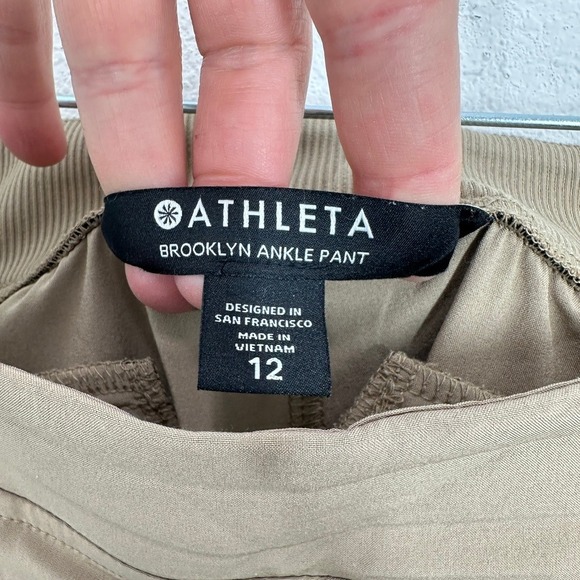 ATHLETA
BROOKLYN ANKLE PANT
DESIGNED IN
SAN FRANCISCO
MADE IN
VIETNAM
12